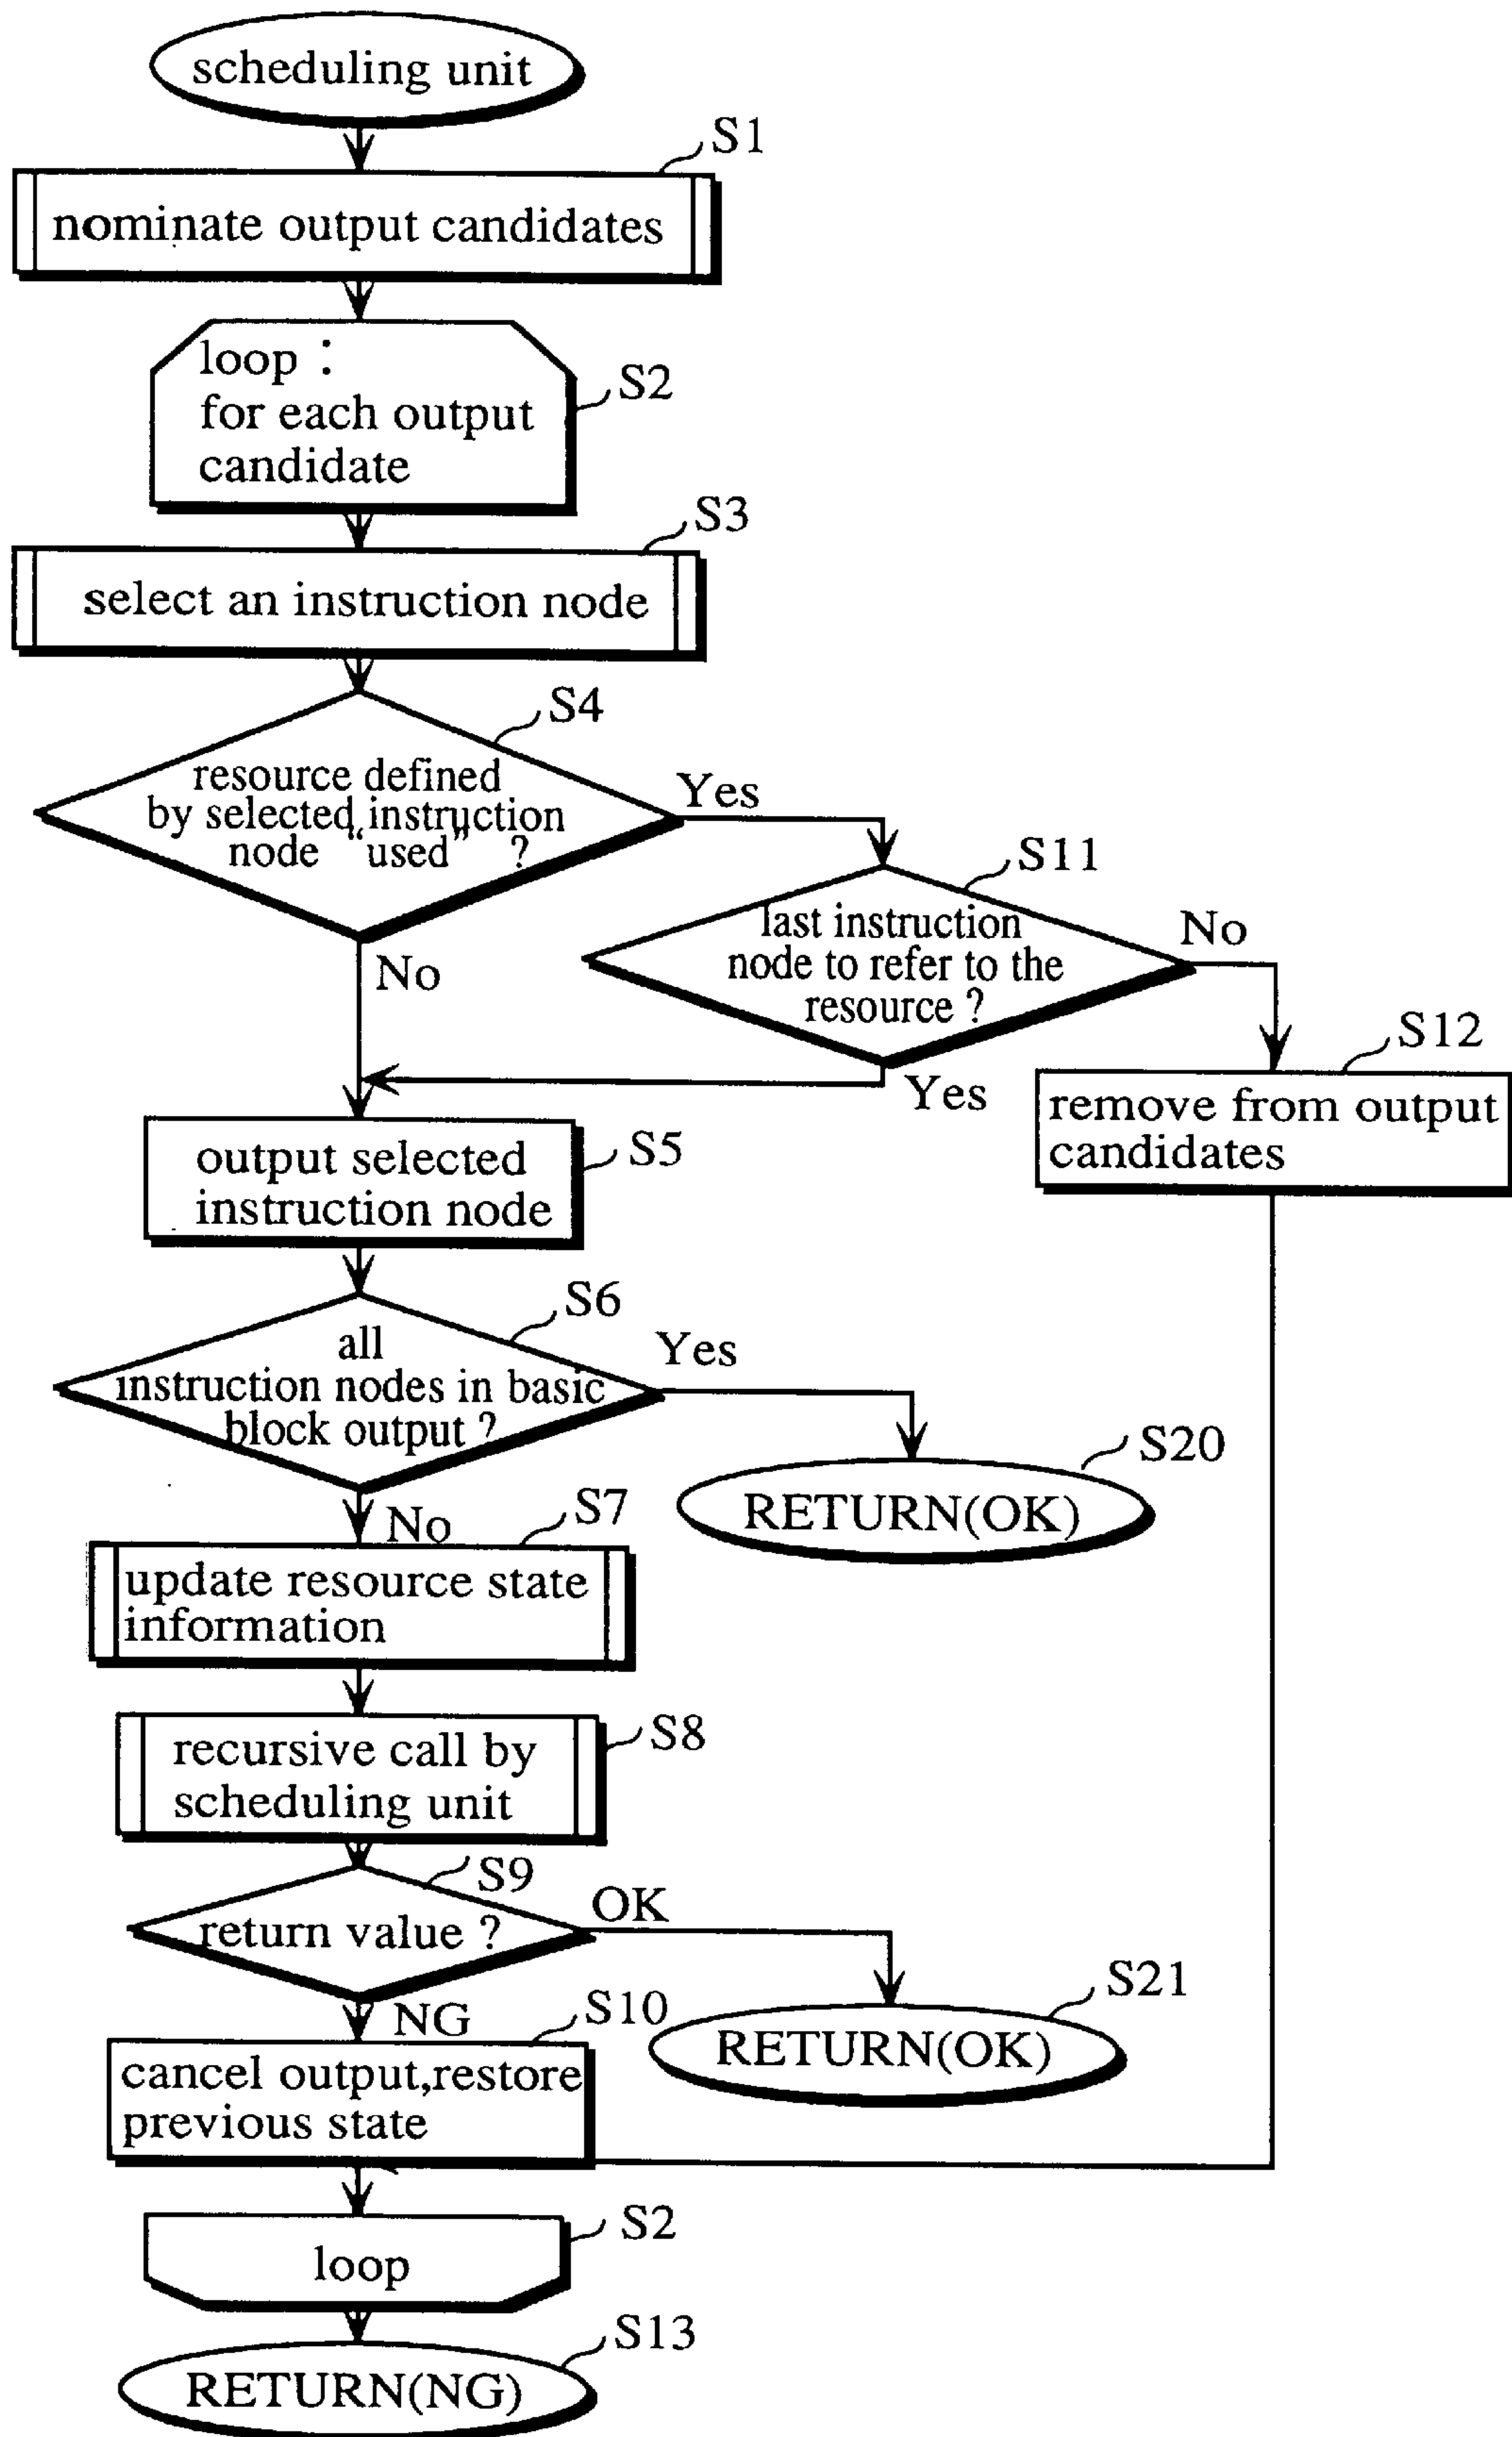 scheduling unit
S1
nominate output candidates
loop :
for each output
candidate
S2
S3
select an instruction node
S4
resource defined
by selected instruction
node "used" ?
Yes
No
S11
last instruction
node to refer to the
resource ?
No
Yes
S12
remove from output
candidates
output selected
instruction node
S5
S6
all
instruction nodes in basic
block output ?
Yes
No
S20
RETURN(OK)
S7
update resource state
information
recursive call by
scheduling unit
S8
S9
return value ?
OK
NG
S21
RETURN(OK)
S10
cancel output,restore
previous state
S2
loop
S13
RETURN(NG)